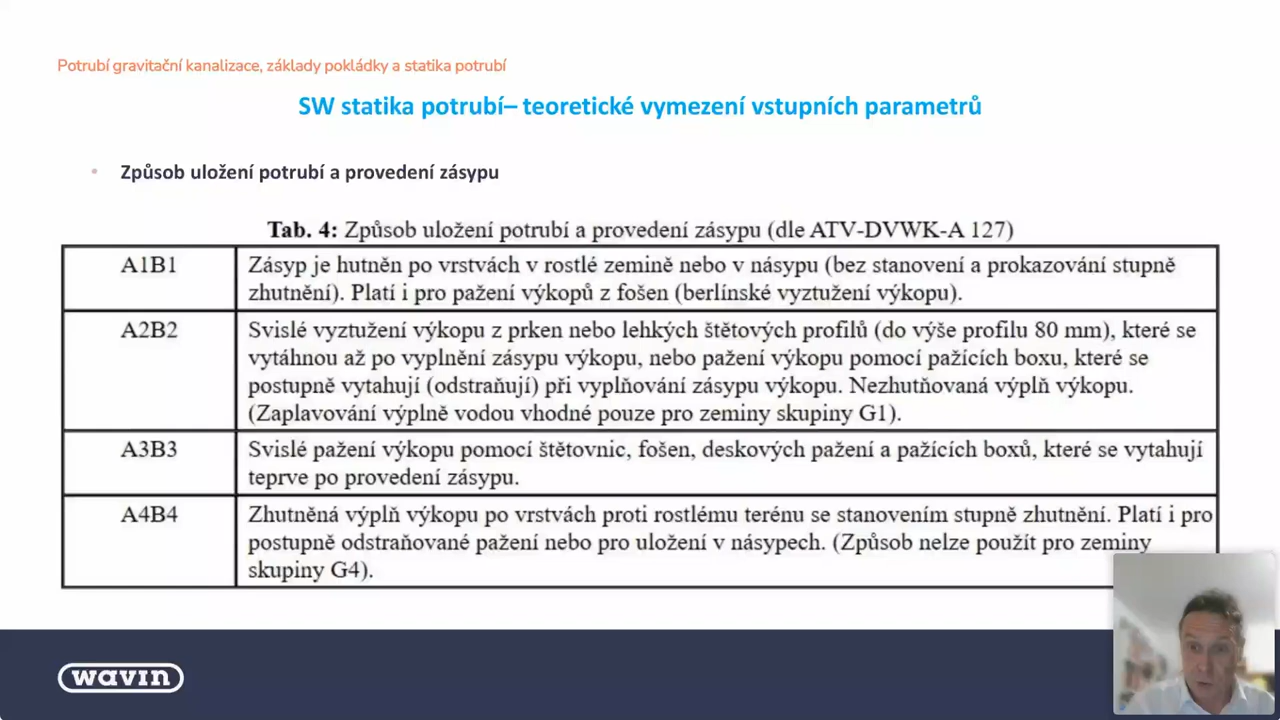 Potrubí gravitační kanalizace, základy pokládky a statika potrubí
SW statika potrubí– teoretické vymezení vstupních parametrů
• Způsob uložení potrubí a provedení zásypu
Tab. 4: Způsob uložení potrubí a provedení zásypu (dle ATV-DVWK-A 127)
A1B1
Zásyp je hutněn po vrstvách v rostlé zemině nebo v násypu (bez stanovení a prokazování stupně
zhutnění). Platí i pro pažení výkopů z fošen (berlínské vyztužení výkopu).
A2B2
Svislé vyztužení výkopu z prken nebo lehkých štětových profilů (do výše profilu 80 mm), které se
vytáhnou až po vyplnění zásypu výkopu, nebo pažení výkopu pomocí pažících boxu, které se
postupně vytahují (odstraňují) při vyplňování zásypu výkopu. Nezhutňovaná výplň výkopu.
(Zaplavování výplně vodou vhodné pouze pro zeminy skupiny G1).
A3B3
Svislé pažení výkopu pomocí štětovnic, fošen, deskových pažení a pažících boxů, které se vytahují
teprve po provedení zásypu.
A4B4
Zhutněná výplň výkopu po vrstvách proti rostlému terénu se stanovením stupně zhutnění. Platí i pro
postupně odstraňované pažení nebo pro uložení v násypech. (Způsob nelze použít pro zeminy
skupiny G4).
wavin